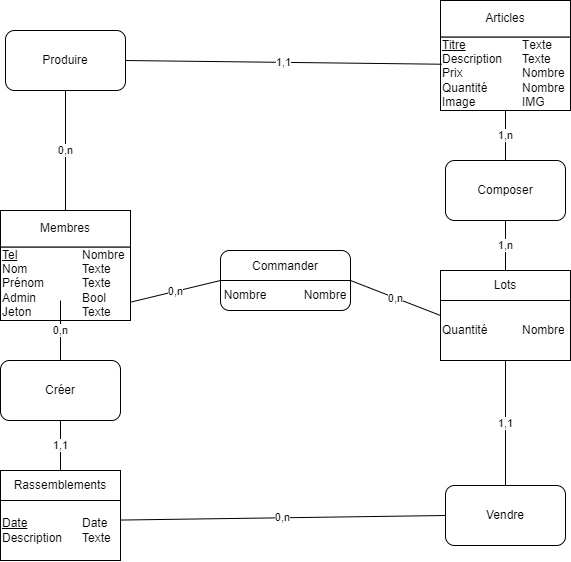 Articles
Titre Texte
Description Texte
Prix Nombre
Quantité Nombre
Image IMG
Produire
1,1
0,n
1,n
Composer
1,n
Membres
Tel Nombre
Nom Texte
Prénom Texte
Admin Bool
Jeton Texte
Commander
Nombre Nombre
0,n
0,n
Lots
Quantité Nombre
0,n
Créer
1,1
1,1
Rassemblements
Date Date
Description Texte
0,n
Vendre